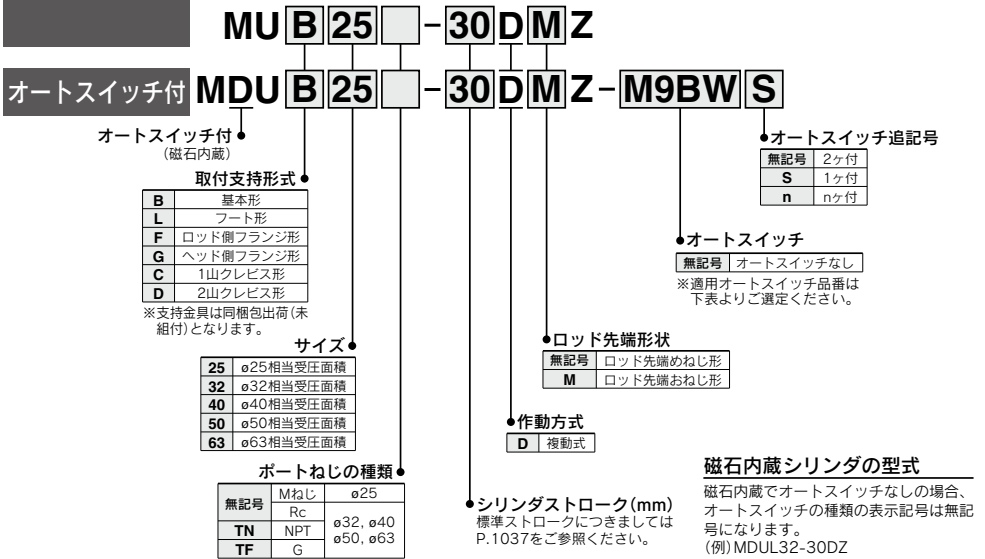 MU B 25 -30 D M Z
オートスイッチ付 MDU B 25 -30 D M Z-M9BW S
オートスイッチ付
(磁石内蔵)
取付支持形式
B 基本形
L フート形
F ロッド側フランジ形
G ヘッド側フランジ形
C 1山クレビス形
D 2山クレビス形
※支持金具は同梱包出荷(未
組付)となります。
サイズ
25 ø25相当受圧面積
32 ø32相当受圧面積
40 ø40相当受圧面積
50 ø50相当受圧面積
63 ø63相当受圧面積
ポートねじの種類
無記号 Mねじ ø25
Rc ø32, ø40
TN NPT ø50, ø63
TF G
シリンダストローク(mm)
標準ストロークにつきましては
P.1037をご参照ください。
作動方式
D 複動式
ロッド先端形状
無記号 ロッド先端めねじ形
M ロッド先端おねじ形
オートスイッチ
無記号 オートスイッチなし
※適用オートスイッチ品番は
下表よりご選定ください。
オートスイッチ追記号
無記号 2ヶ付
S 1ヶ付
n nヶ付
磁石内蔵シリンダの型式
磁石内蔵でオートスイッチなしの場合、
オートスイッチの種類の表示記号は無記
号になります。
(例)MDUL32-30DZ